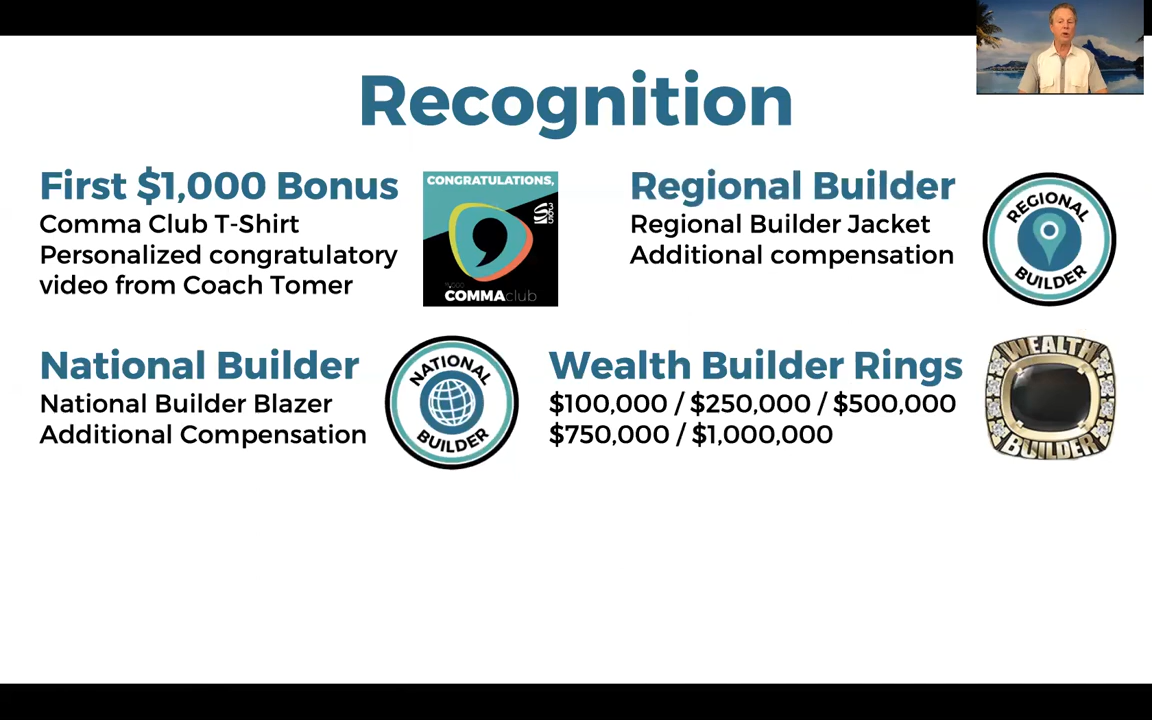 Recognition
First $1,000 Bonus
Comma Club T-Shirt
Personalized congratulatory
video from Coach Tomer
CONGRATULATIONS,
365
COMMAclub
Regional Builder
Regional Builder Jacket
Additional compensation
REGIONAL
BUILDER
National Builder
National Builder Blazer
Additional Compensation
NATIONAL
BUILDER
Wealth Builder Rings
$100,000 / $250,000 / $500,000
$750,000 / $1,000,000
WEALTH
BUILDER